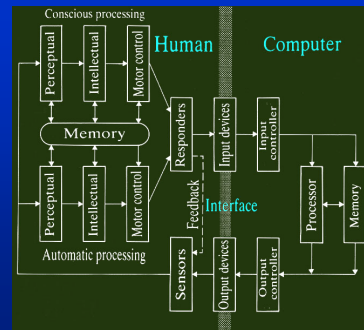 Conscious processing
Human
Computer
Perceptual
Intellectual
Motor control
Memory
Responders
Input devices
Input
controller
Processor
Memory
Feedback
Interface
Perceptual
Intellectual
Motor control
Automatic processing
Sensors
Output devices
Output
controller